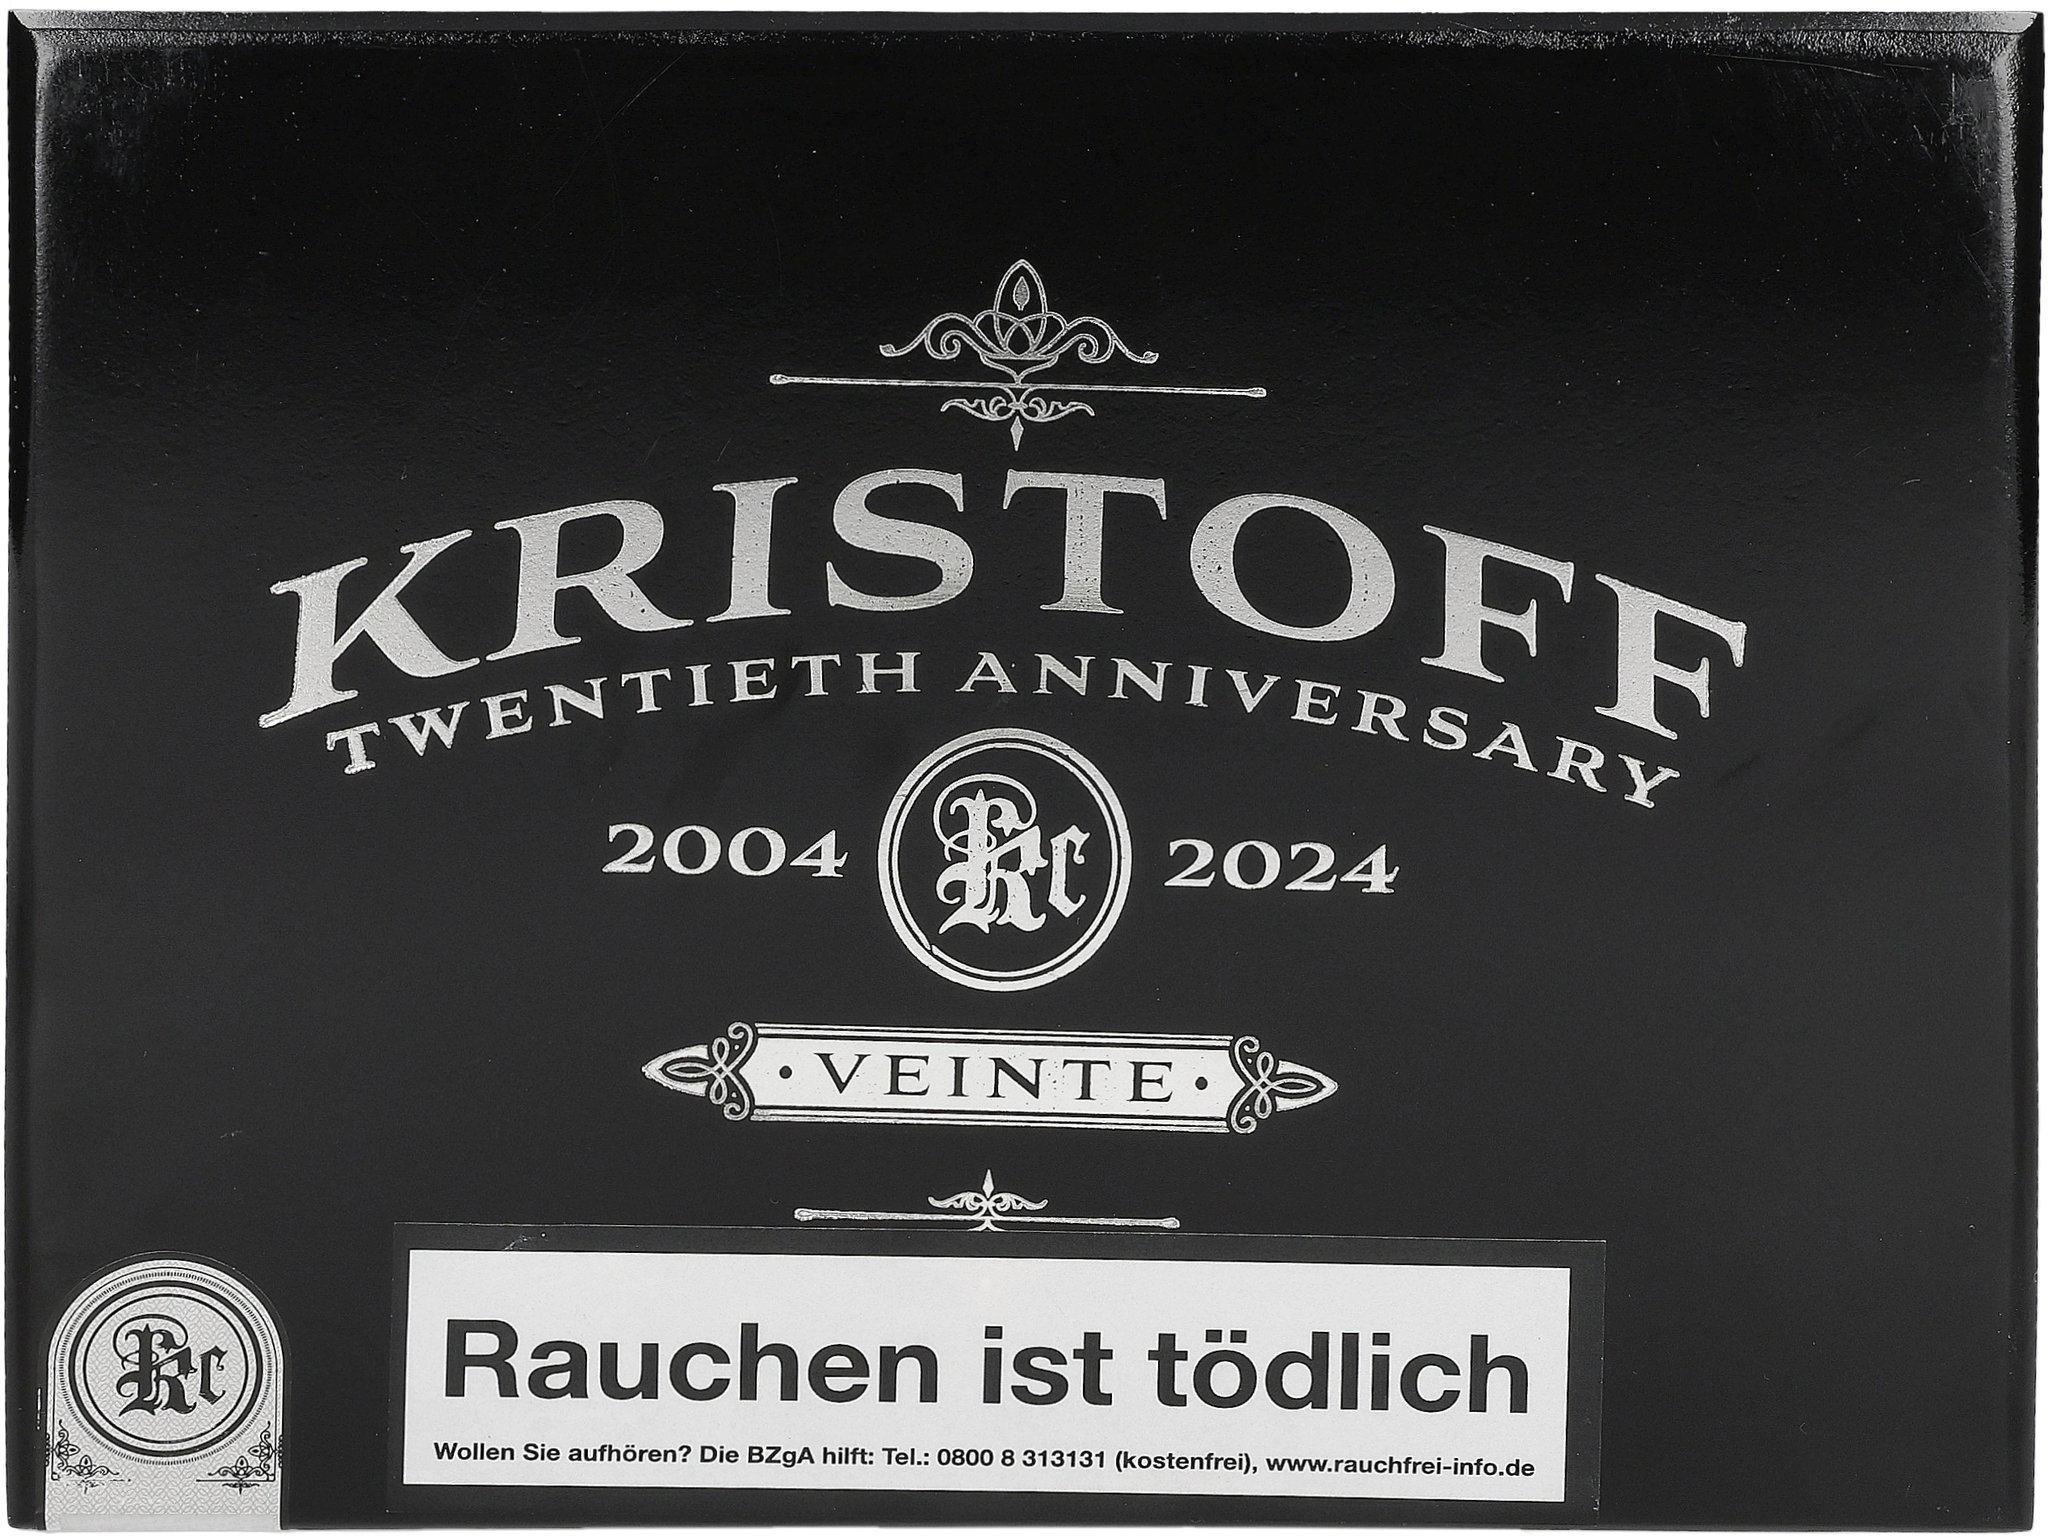 KRISTOFF
TWENTIETH ANNIVERSARY
2004 Kc 2024
· VEINTE ·
Kc
Rauchen ist tödlich
Wollen Sie aufhören? Die BZgA hilft: Tel.: 0800 8 313131 (kostenfrei), www.rauchfrei-info.de